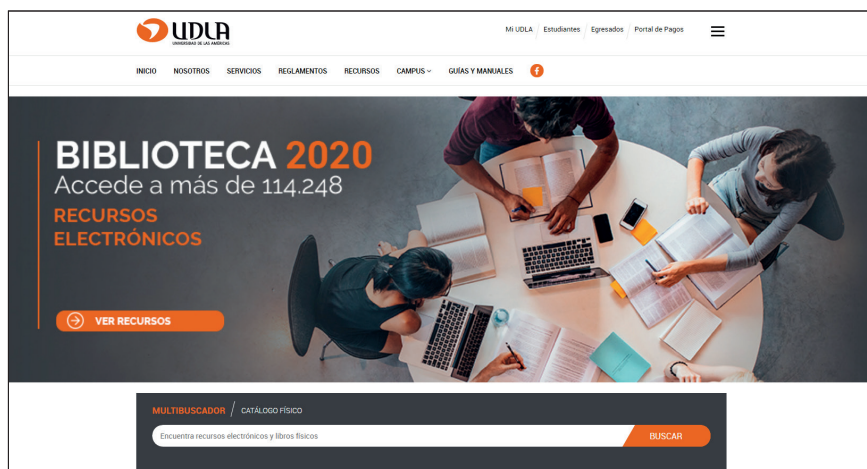 UDLA
UNIVERSIDAD DE LAS AMÉRICAS
Mi UDLA / Estudiantes / Egresados / Portal de Pagos
INICIO NOSOTROS SERVICIOS REGLAMENTOS RECURSOS CAMPUS GUÍAS Y MANUALES
BIBLIOTECA 2020
Accede a más de 114.248
RECURSOS
ELECTRÓNICOS
VER RECURSOS
MULTIBUSCADOR / CATÁLOGO FÍSICO
Encuentra recursos electrónicos y libros físicos BUSCAR